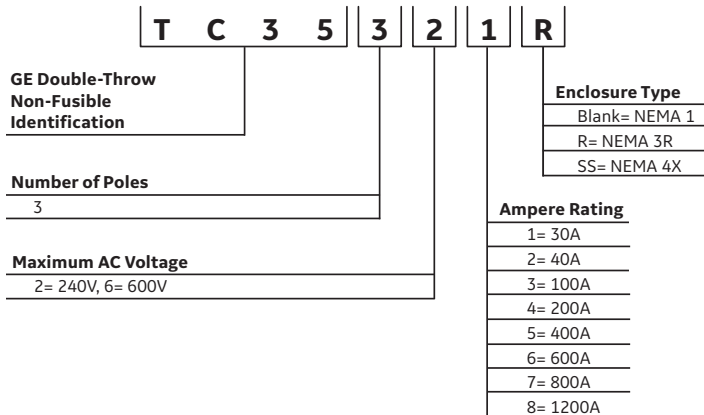 T C 3 5 3 2 1 R
GE Double-Throw
Non-Fusible
Identification
Number of Poles
3
Maximum AC Voltage
2= 240V, 6= 600V
Enclosure Type
Blank= NEMA 1
R= NEMA 3R
SS= NEMA 4X
Ampere Rating
1= 30A
2= 40A
3= 100A
4= 200A
5= 400A
6= 600A
7= 800A
8= 1200A